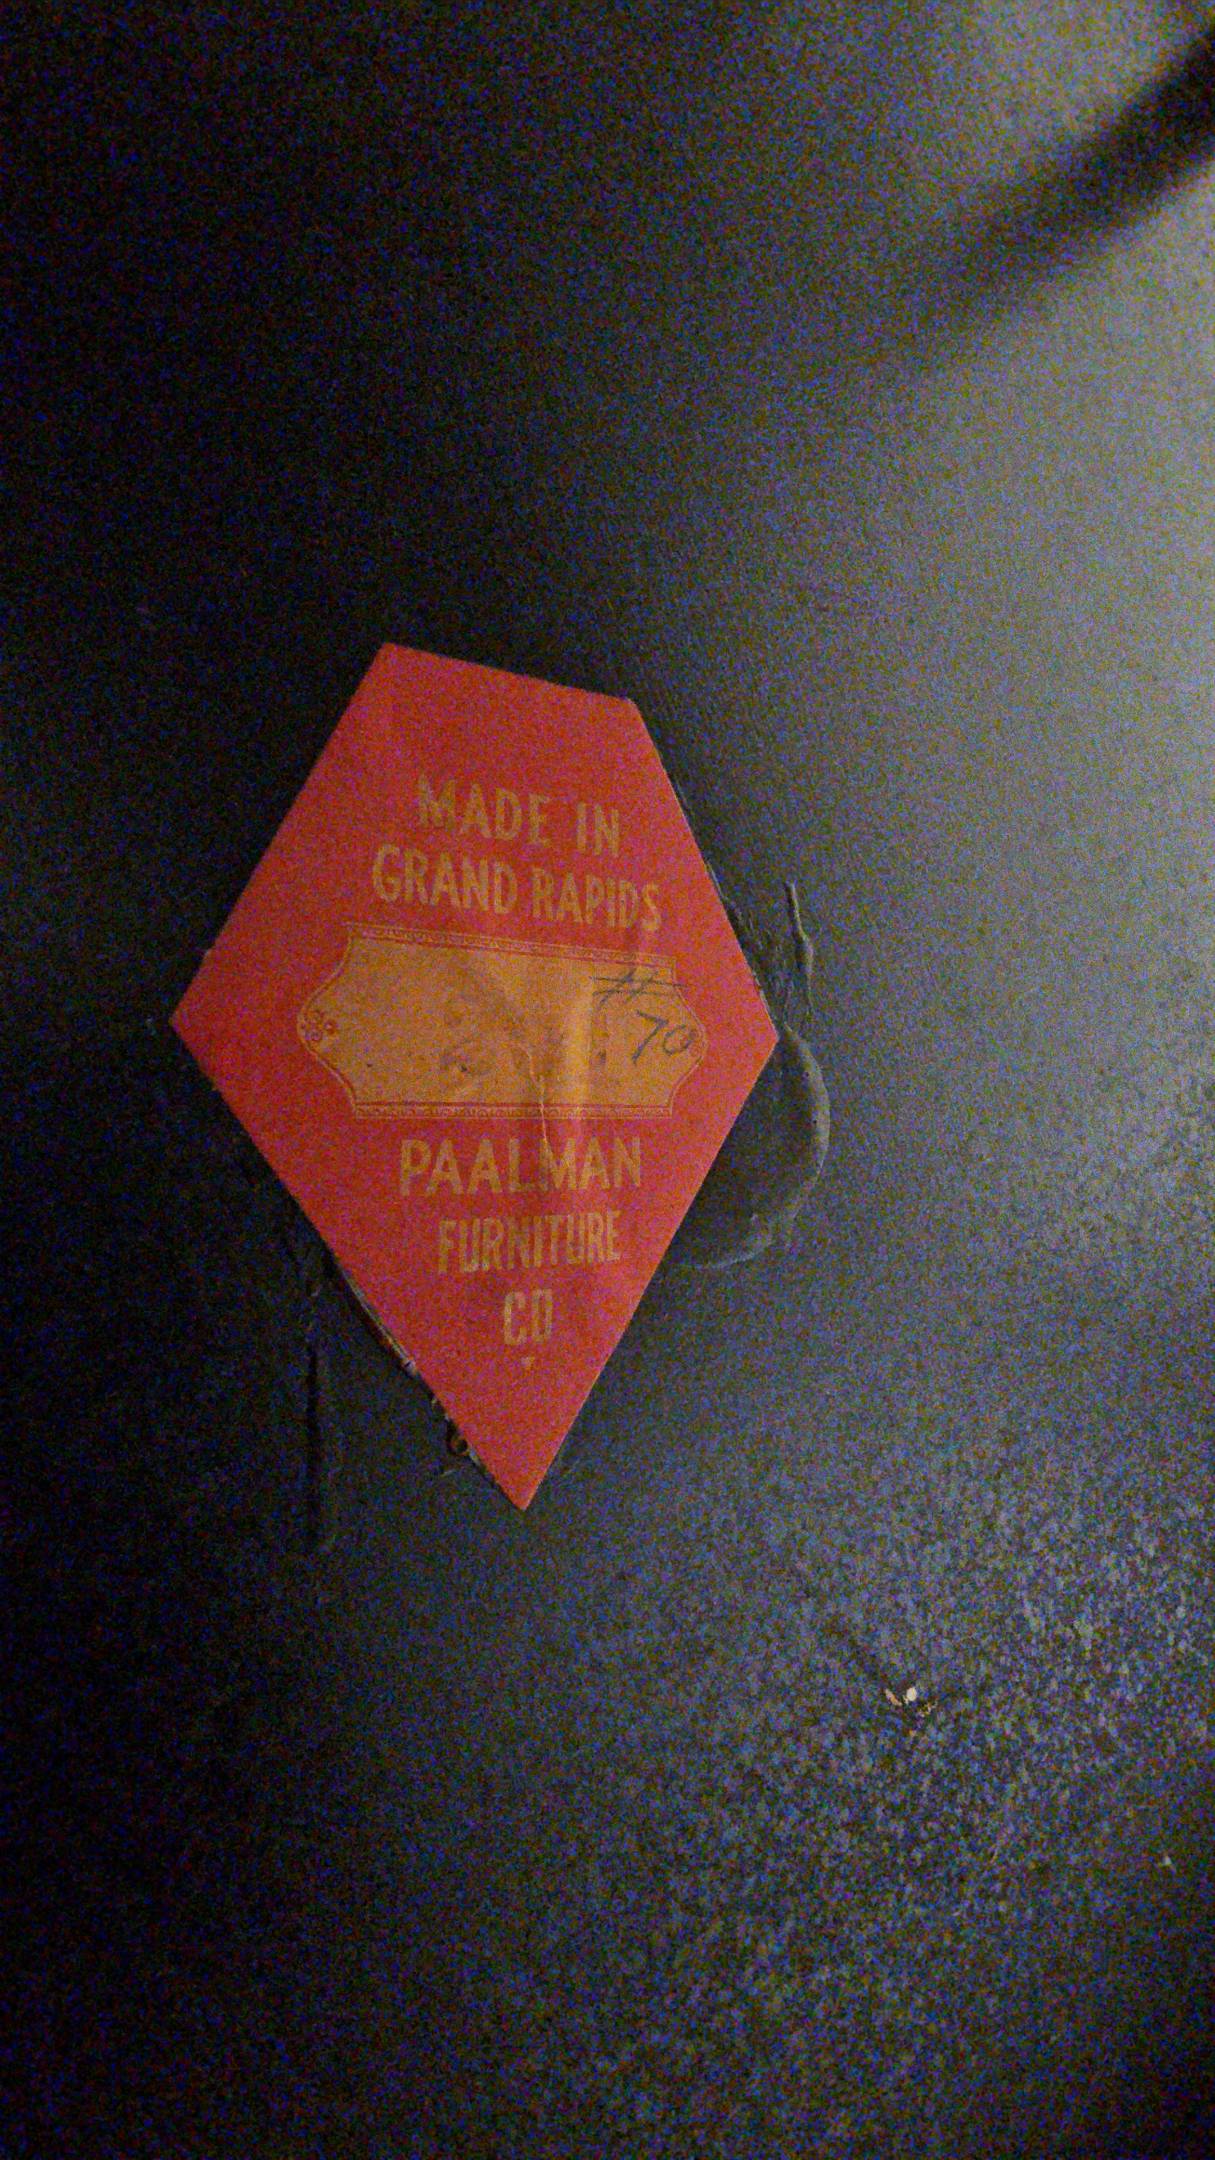 MADE IN
GRAND RAPIDS
#
70
PAALMAN
FURNITURE
CO